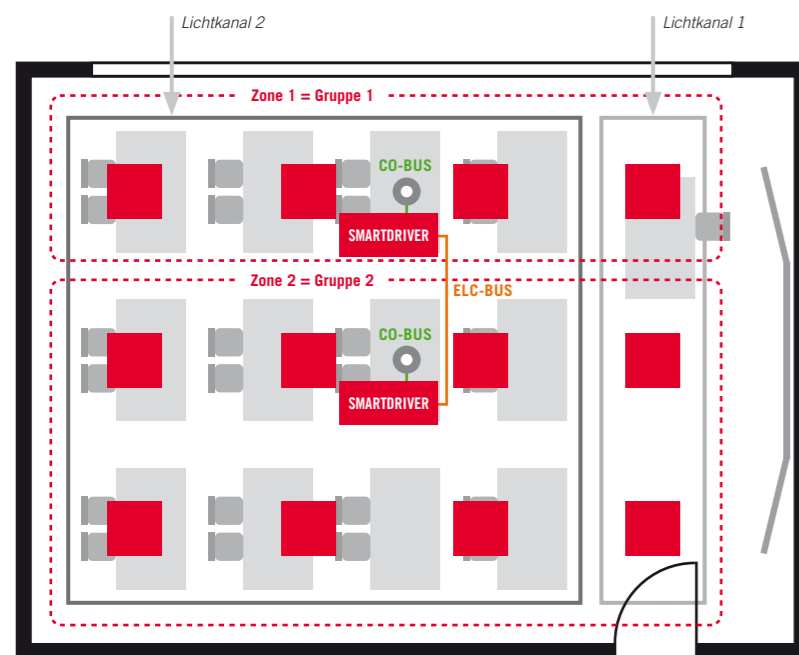 Lichtkanal 2
Lichtkanal 1
Zone 1 = Gruppe 1
CO-BUS
SMARTDRIVER
Zone 2 = Gruppe 2
ELC-BUS
CO-BUS
SMARTDRIVER